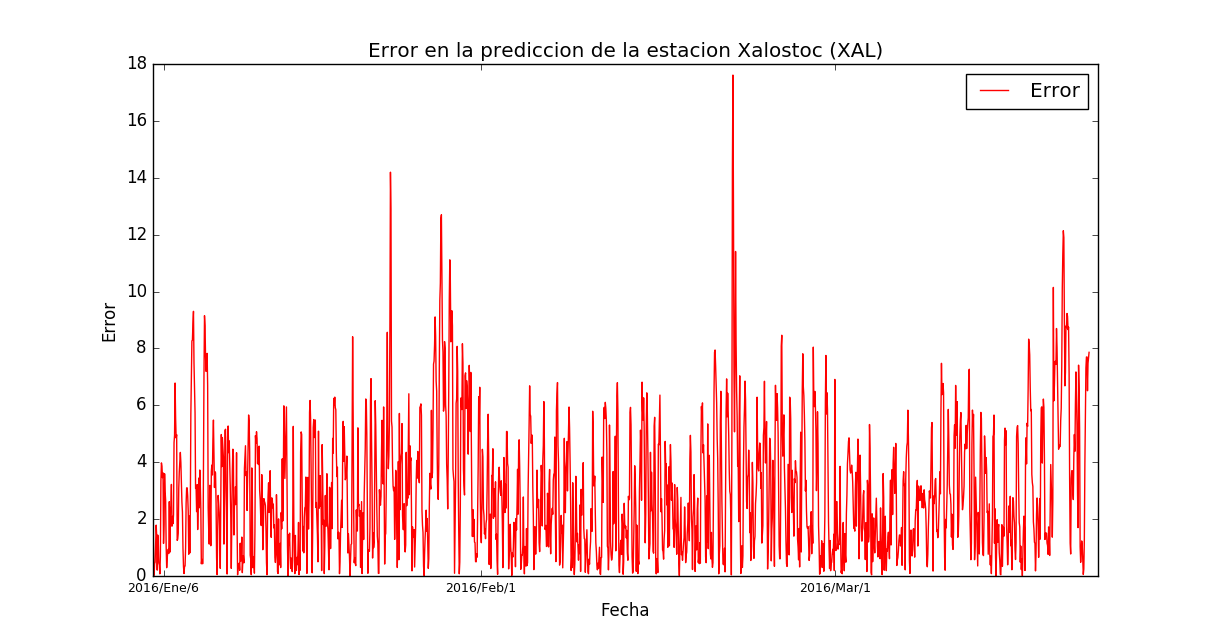 Error en la prediccion de la estacion Xalostoc (XAL)
Error
18
16
14
12
10
8
6
4
2
0
Error
2016/Ene/6
2016/Feb/1
2016/Mar/1
Fecha